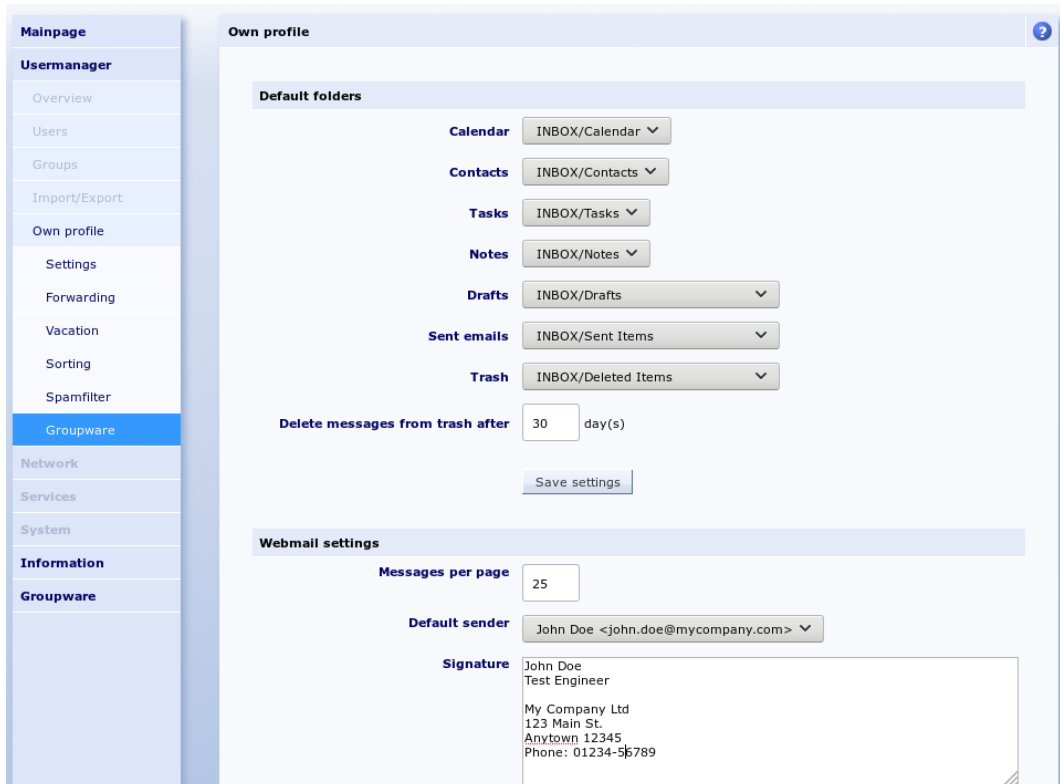 Mainpage
Usermanager
Overview
Users
Groups
Import/Export
Own profile
Settings
Forwarding
Vacation
Sorting
Spamfilter
Groupware
Network
Services
System
Information
Groupware
Own profile
?
Default folders
Calendar INBOX/Calendar
Contacts INBOX/Contacts
Tasks INBOX/Tasks
Notes INBOX/Notes
Drafts INBOX/Drafts
Sent emails INBOX/Sent Items
Trash INBOX/Deleted Items
Delete messages from trash after 30 day(s)
Save settings
Webmail settings
Messages per page 25
Default sender John Doe <john.doe@mycompany.com>
Signature John Doe
Test Engineer
My Company Ltd
123 Main St.
Anytown 12345
Phone: 01234-56789